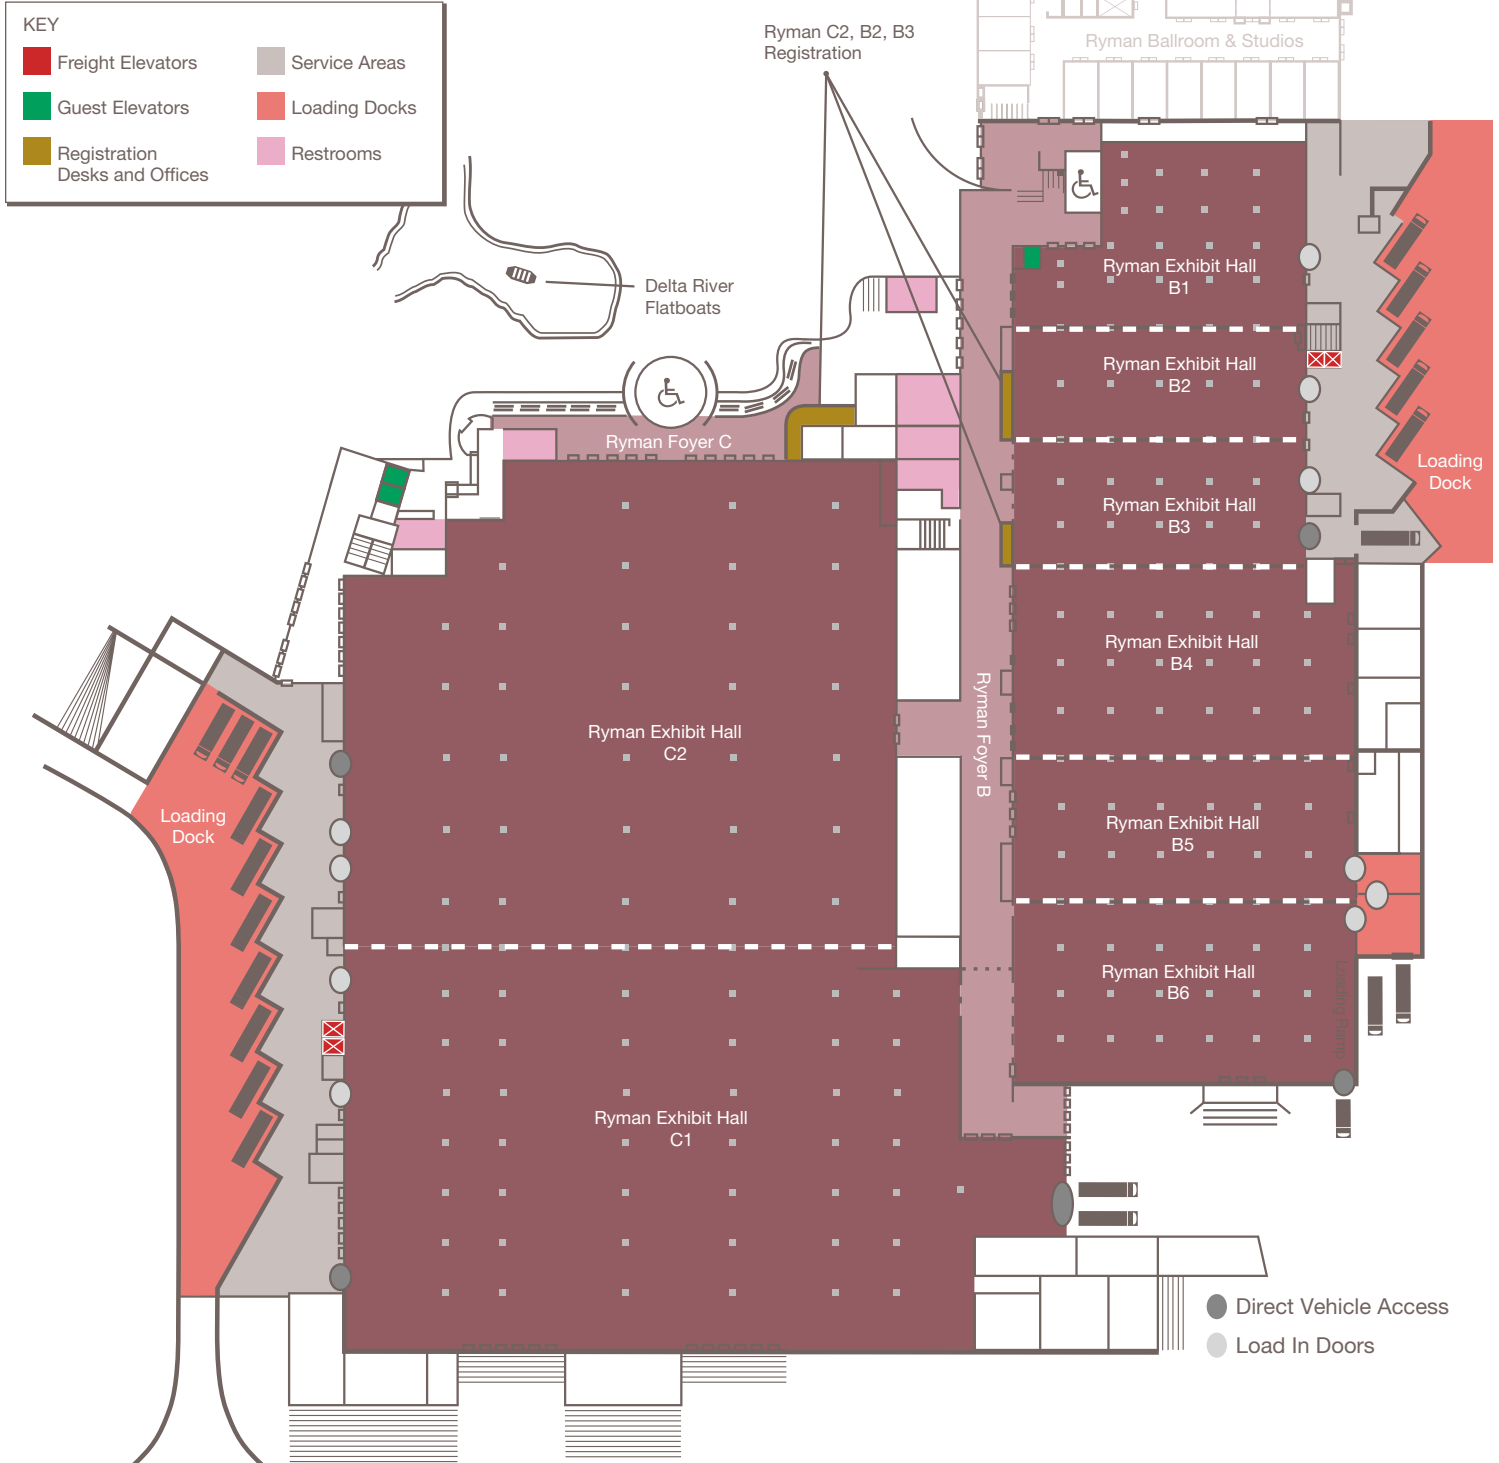 KEY
Freight Elevators
Guest Elevators
Registration
Desks and Offices
Service Areas
Loading Docks
Restrooms
Ryman C2, B2, B3
Registration
Ryman Ballroom & Studios
Delta River
Flatboats
Ryman Foyer C
Ryman Exhibit Hall
B1
Ryman Exhibit Hall
B2
Ryman Exhibit Hall
B3
Loading
Dock
Ryman Exhibit Hall
B4
Ryman Foyer B
Ryman Exhibit Hall
C2
Loading
Dock
Ryman Exhibit Hall
B5
Ryman Exhibit Hall
B6
Loading Ramp
Ryman Exhibit Hall
C1
Direct Vehicle Access
Load In Doors